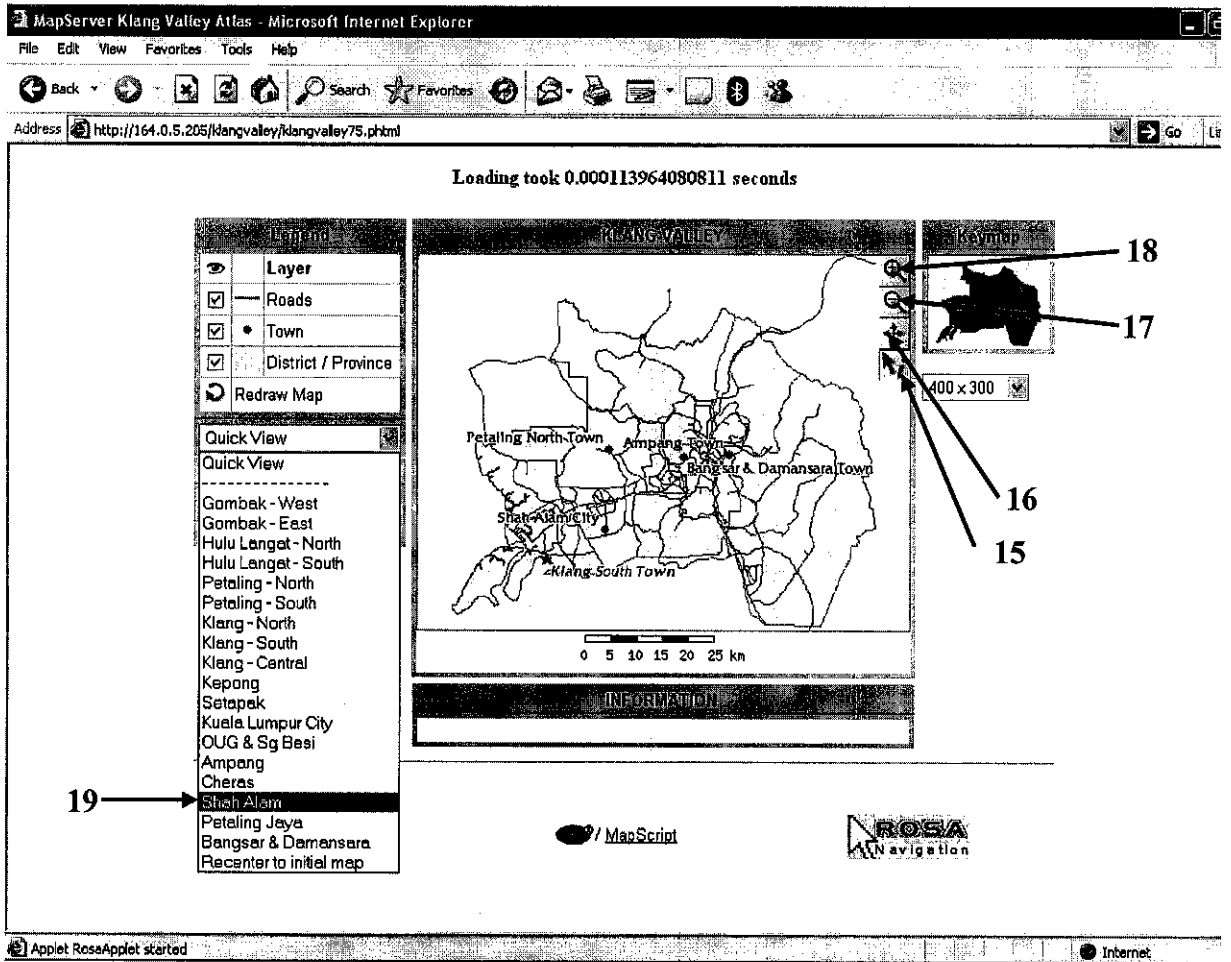 MapServer Klang Valley Atlas - Microsoft Internet Explorer
File Edit View Favorites Tools Help
Back Search Favorites
Address http://164.0.5.205/klangvalley/klangvalley75.phtml Go
Loading took 0.000113964080811 seconds
Legend
Layer
Roads
Town
District / Province
Redraw Map
Quick View
Quick View
--------------------
Gombak - West
Gombak - East
Hulu Langat - North
Hulu Langat - South
Petaling - North
Petaling - South
Klang - North
Klang - South
Klang - Central
Kepong
Setapak
Kuala Lumpur City
OUG & Sg Besi
Ampang
Cheras
Shah Alam
Petaling Jaya
Bangsar & Damansara
Recenter to initial map
19
KLANG VALLEY
Petaling North Town
Ampang Town
Bangsar & Damansara Town
Shah Alam City
Klang South Town
0 5 10 15 20 25 km
INFORMATION
Keymap
400 x 300
18
17
16
15
/ MapScript
ROSA
Navigation
Applet RosaApplet started
Internet